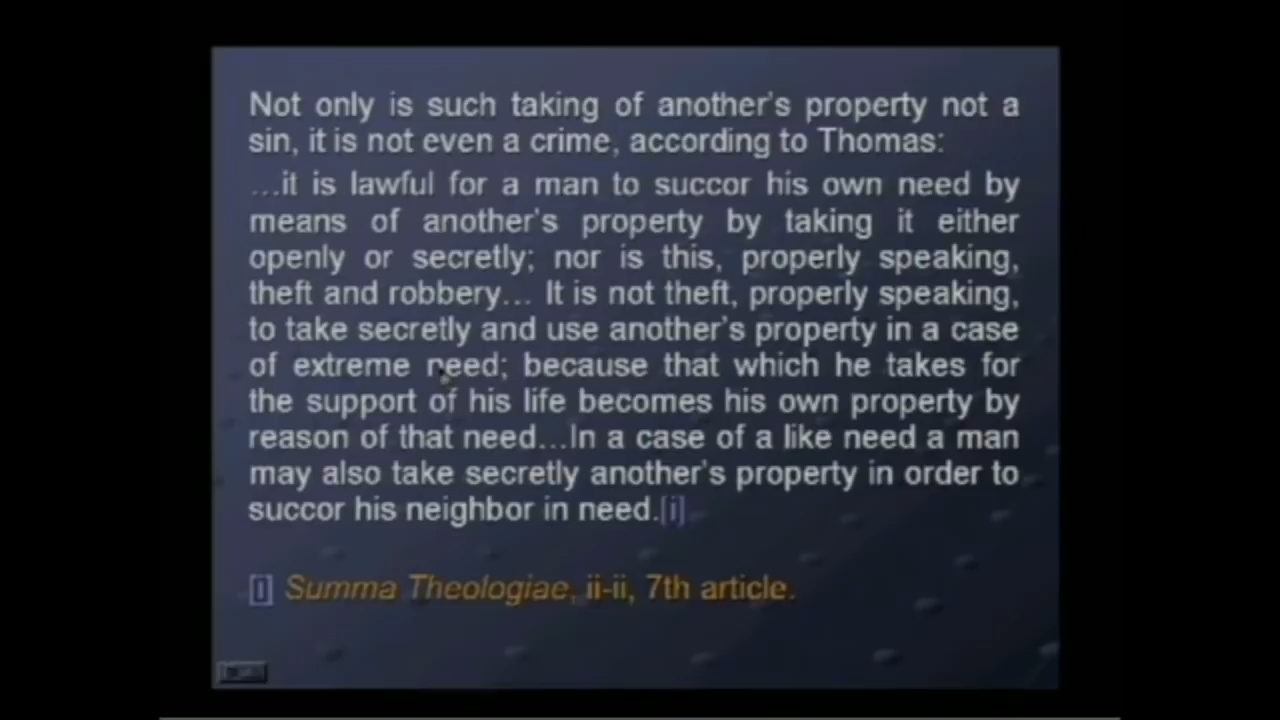 Not only is such taking of another's property not a
sin, it is not even a crime, according to Thomas:
…it is lawful for a man to succor his own need by
means of another's property by taking it either
openly or secretly; nor is this, properly speaking,
theft and robbery… It is not theft, properly speaking,
to take secretly and use another's property in a case
of extreme need; because that which he takes for
the support of his life becomes his own property by
reason of that need…In a case of a like need a man
may also take secretly another's property in order to
succor his neighbor in need.[i]
[i] Summa Theologiae, ii-ii, 7th article.